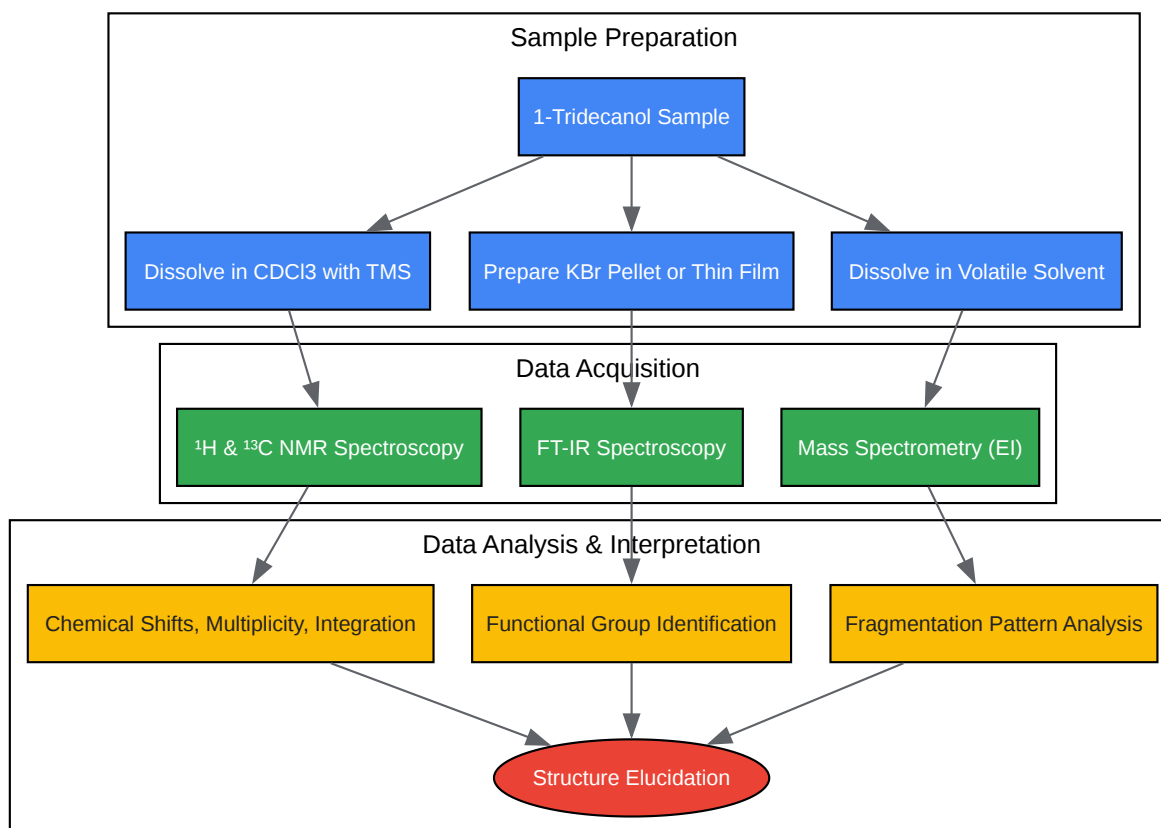 Sample Preparation
1-Tridecanol Sample
Dissolve in CDCl3 with TMS
Prepare KBr Pellet or Thin Film
Dissolve in Volatile Solvent
Data Acquisition
¹H & ¹³C NMR Spectroscopy
FT-IR Spectroscopy
Mass Spectrometry (EI)
Data Analysis & Interpretation
Chemical Shifts, Multiplicity, Integration
Functional Group Identification
Fragmentation Pattern Analysis
Structure Elucidation